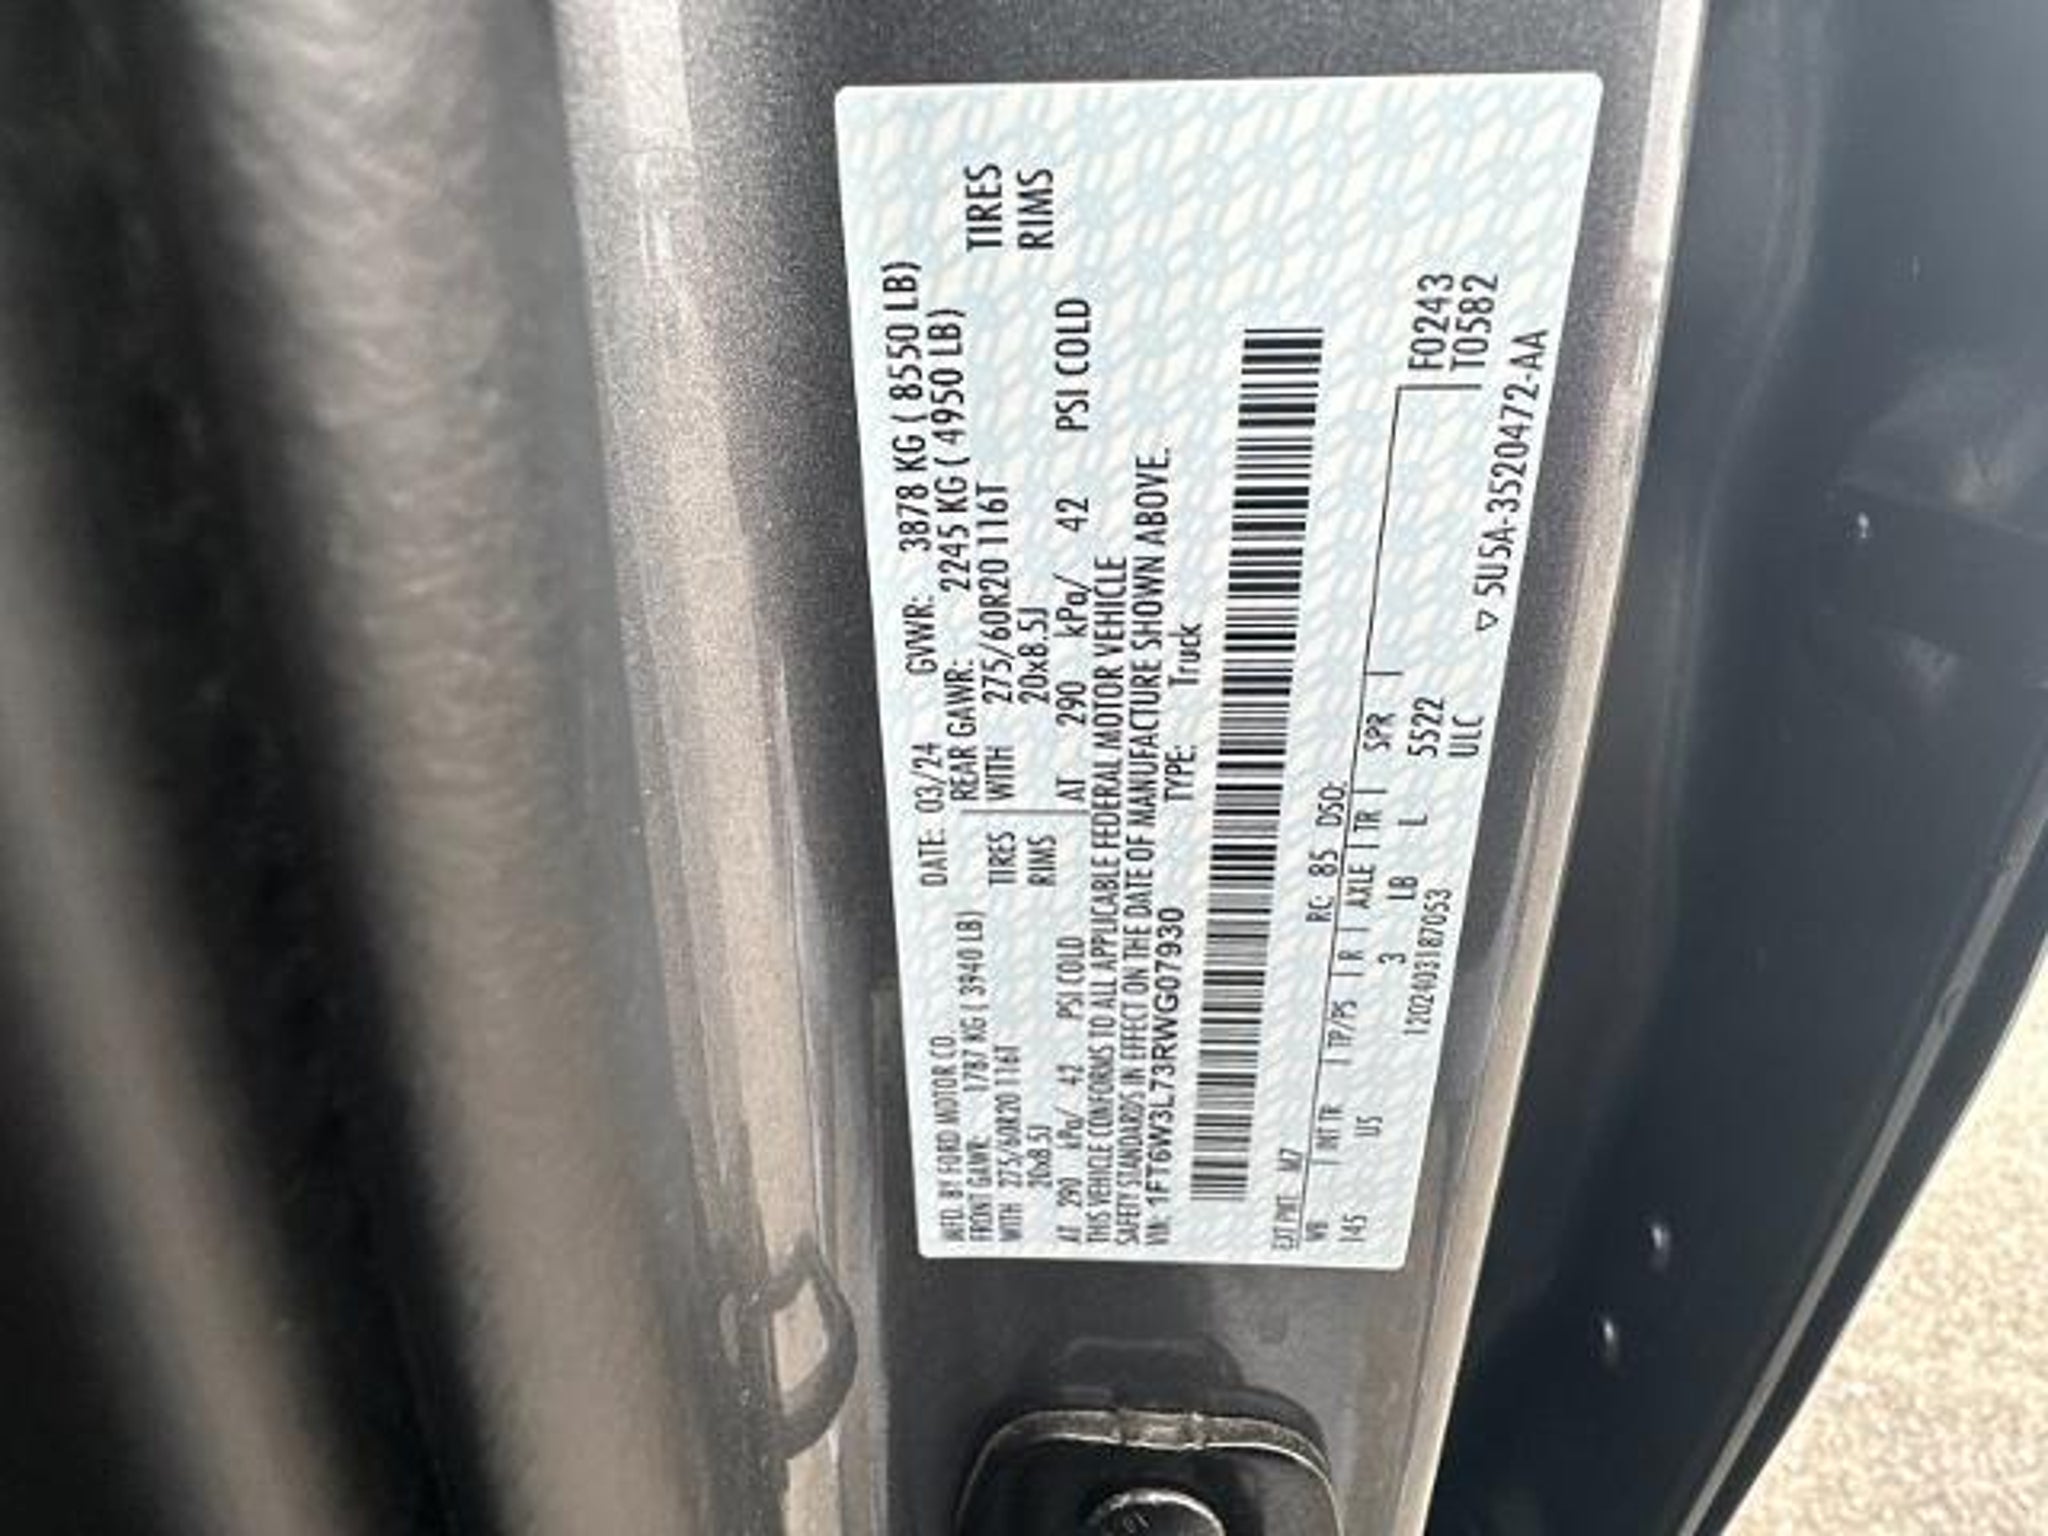 MFD. BY FORD MOTOR CO. DATE: 03/24 GVWR: 3878 KG ( 8550 LB)
FRONT GAWR: 1787 KG ( 3940 LB) REAR GAWR: 2245 KG ( 4950 LB)
WITH 275/60R20 116T TIRES WITH 275/60R20 116T TIRES
20x8.5J RIMS 20x8.5J RIMS
AT 290 kPa/ 42 PSI COLD AT 290 kPa/ 42 PSI COLD
THIS VEHICLE CONFORMS TO ALL APPLICABLE FEDERAL MOTOR VEHICLE
SAFETY STANDARDS IN EFFECT ON THE DATE OF MANUFACTURE SHOWN ABOVE.
VIN: 1FT6W3L73RWG07930 TYPE: Truck
EXT PNT: M7 RC: 85 DSO:
WB INT TR TP/PS R AXLE TR SPR
145 US 3 LB L 5522 F0243
1202403187053 ULC T0582
▽ 5U5A-3520472-AA